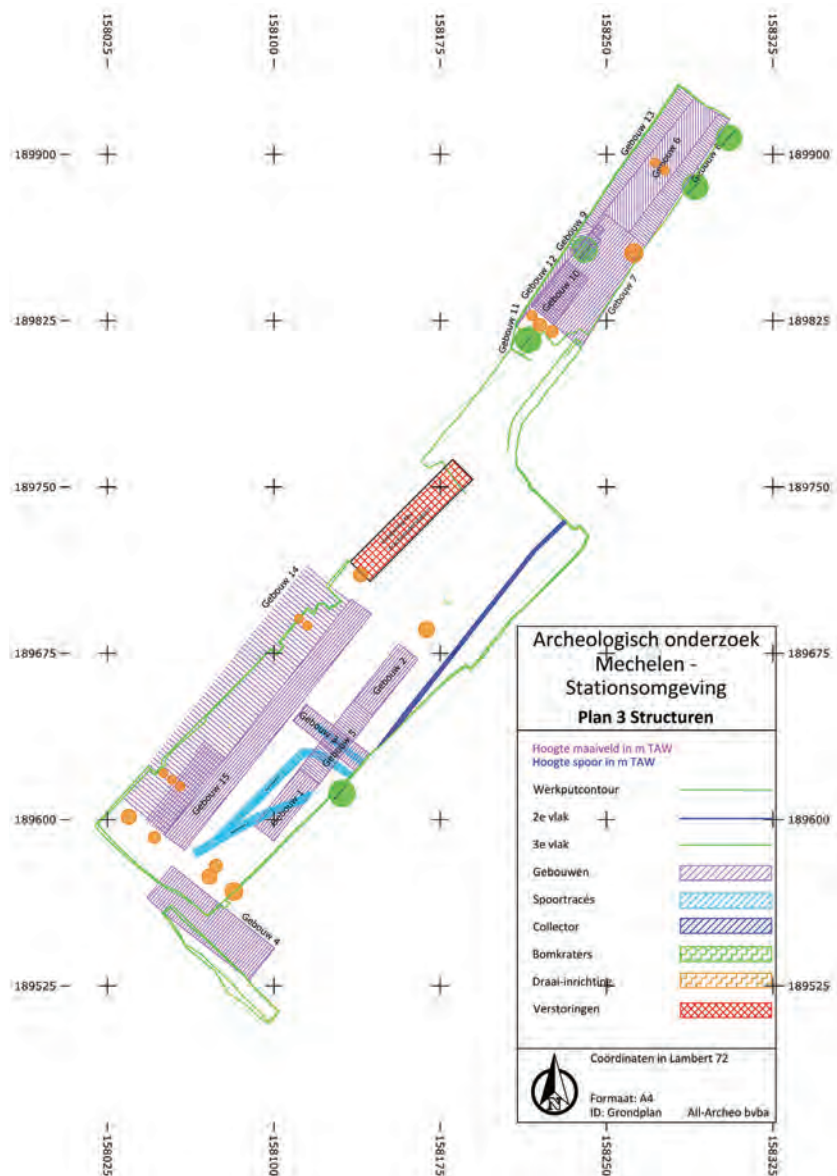 158025
158100
158175
158250
158325
189900
189900
Gebouw 13
Gebouw 6
Gebouw 9
Gebouw 12
Gebouw 10
Gebouw 7
Gebouw 11
189825
189825
189750
189750
Gebouw 14
189675
189675
Gebouw 2
Gebouw 5
Gebouw 15
Gebouw 1
189600
189600
Gebouw 4
189525
189525
Archeologisch onderzoek
Mechelen -
Stationsomgeving
Plan 3 Structuren
Hoogte maaiveld in m TAW
Hoogte spoor in m TAW
Werkputcontour
2e vlak
3e vlak
Gebouwen
Spoortracés
Collector
Bomkraters
Draai-inrichting
Verstoringen
Coördinaten in Lambert 72
N
Formaat: A4
ID: Grondplan
All-Archeo bvba
158025
158100
158175
158250
158325